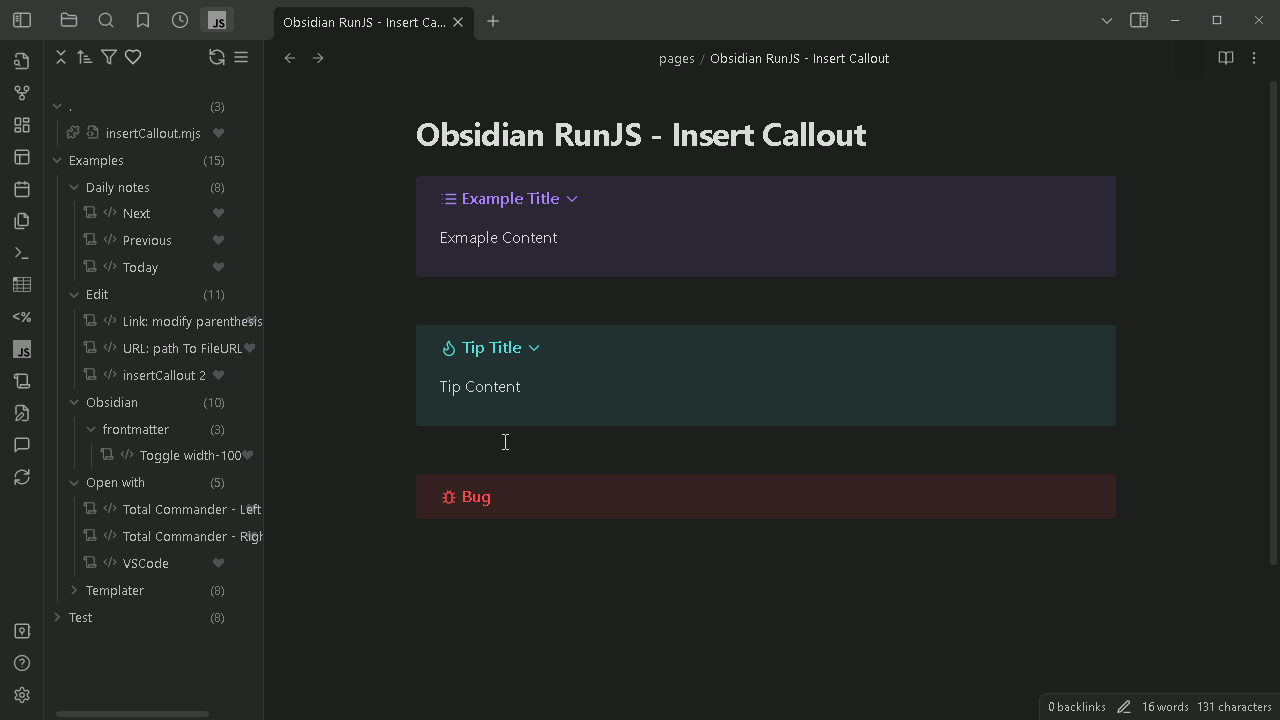 JS
Obsidian RunJS - Insert Ca...
pages / Obsidian RunJS - Insert Callout
. (3)
insertCallout.mjs
Examples (15)
Daily notes (8)
</> Next
</> Previous
</> Today
Edit (11)
</> Link: modify parenthesis
</> URL: path To FileURL
</> insertCallout 2
Obsidian (10)
frontmatter (3)
</> Toggle width-100
Open with (5)
</> Total Commander - Left
</> Total Commander - Righ
</> VSCode
Templater (8)
Test (8)
<%
JS
Obsidian RunJS - Insert Callout
Example Title
Exmaple Content
Tip Title
Tip Content
Bug
0 backlinks 16 words 131 characters